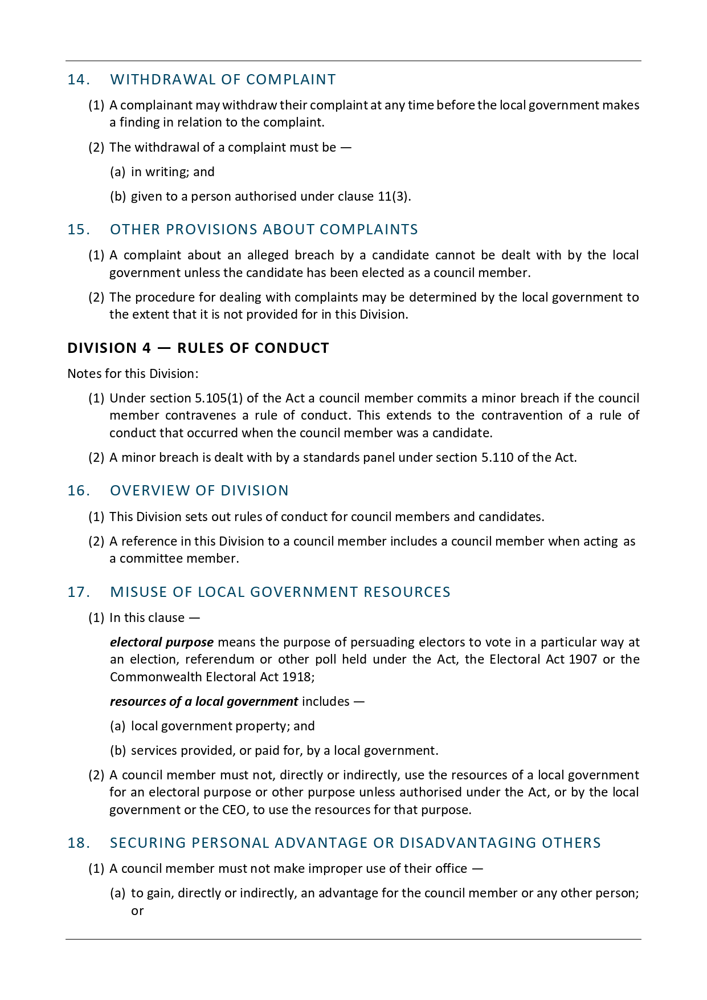 14. WITHDRAWAL OF COMPLAINT
(1) A complainant may withdraw their complaint at any time before the local government makes
a finding in relation to the complaint.
(2) The withdrawal of a complaint must be —
(a) in writing; and
(b) given to a person authorised under clause 11(3).
15. OTHER PROVISIONS ABOUT COMPLAINTS
(1) A complaint about an alleged breach by a candidate cannot be dealt with by the local
government unless the candidate has been elected as a council member.
(2) The procedure for dealing with complaints may be determined by the local government to
the extent that it is not provided for in this Division.
DIVISION 4 — RULES OF CONDUCT
Notes for this Division:
(1) Under section 5.105(1) of the Act a council member commits a minor breach if the council
member contravenes a rule of conduct. This extends to the contravention of a rule of
conduct that occurred when the council member was a candidate.
(2) A minor breach is dealt with by a standards panel under section 5.110 of the Act.
16. OVERVIEW OF DIVISION
(1) This Division sets out rules of conduct for council members and candidates.
(2) A reference in this Division to a council member includes a council member when acting as
a committee member.
17. MISUSE OF LOCAL GOVERNMENT RESOURCES
(1) In this clause —
electoral purpose means the purpose of persuading electors to vote in a particular way at
an election, referendum or other poll held under the Act, the Electoral Act 1907 or the
Commonwealth Electoral Act 1918;
resources of a local government includes —
(a) local government property; and
(b) services provided, or paid for, by a local government.
(2) A council member must not, directly or indirectly, use the resources of a local government
for an electoral purpose or other purpose unless authorised under the Act, or by the local
government or the CEO, to use the resources for that purpose.
18. SECURING PERSONAL ADVANTAGE OR DISADVANTAGING OTHERS
(1) A council member must not make improper use of their office —
(a) to gain, directly or indirectly, an advantage for the council member or any other person;
or